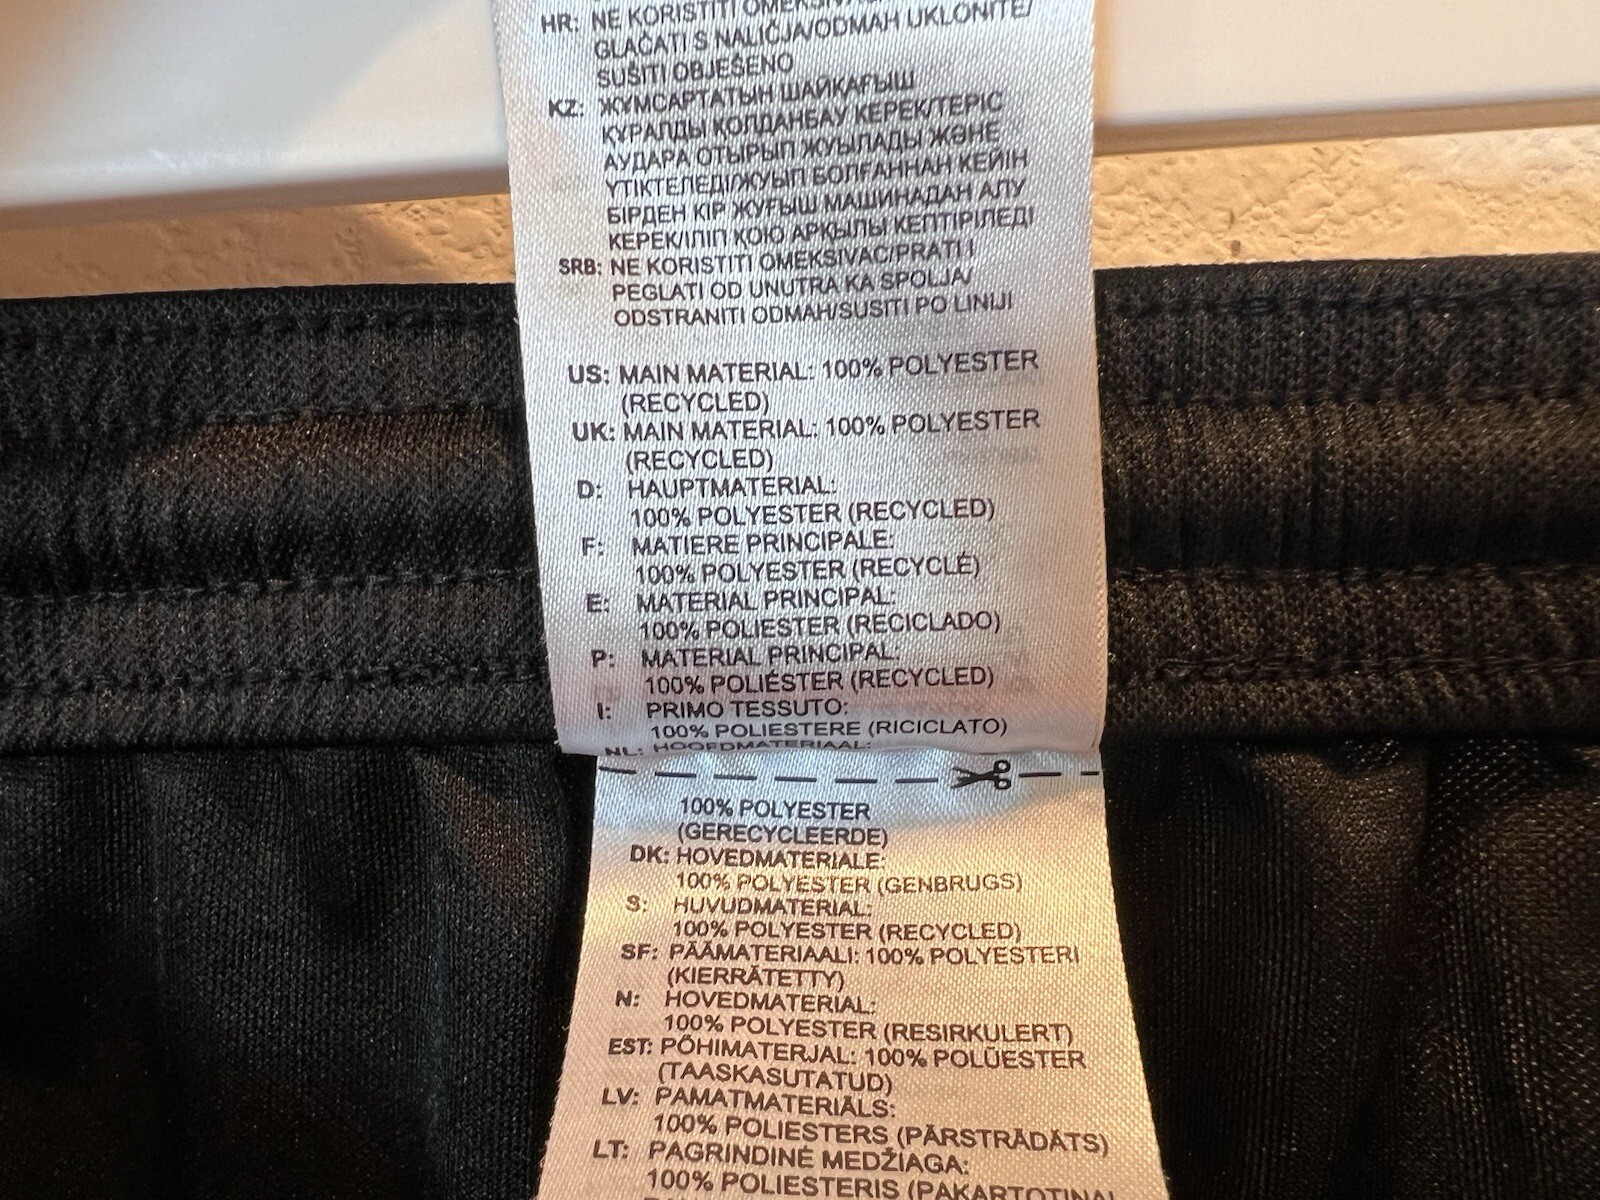 HR: NE KORISTITI
GLAČATI S NALIČJA/ODMAH UKLONITE/
SUŠITI OBJEŠENO
KZ: ЖҰМСАРТАТЫН ШАЙКАҒЫШ
ҚҰРАЛДЫ ҚОЛДАНБАУ КЕРЕК/ТЕРІС
АУДАРА ОТЫРЫП ЖУЫЛАДЫ ЖӘНЕ
ҮТІКТЕЛЕДІ/ЖУЫП БОЛҒАННАН КЕЙІН
БІРДЕН КІР ЖУҒЫШ МАШИНАДАН АЛУ
КЕРЕК/ІЛІП ҚОЮ АРҚЫЛЫ КЕПТІРІЛЕДІ
SRB: NE KORISTITI OMEKSIVAC/PRATI I
PEGLATI OD UNUTRA KA SPOLJA/
ODSTRANITI ODMAH/SUSITI PO LINIJI
US: MAIN MATERIAL: 100% POLYESTER
(RECYCLED)
UK: MAIN MATERIAL: 100% POLYESTER
(RECYCLED)
D: HAUPTMATERIAL:
100% POLYESTER (RECYCLED)
F: MATIERE PRINCIPALE:
100% POLYESTER (RECYCLÉ)
E: MATERIAL PRINCIPAL:
100% POLIESTER (RECICLADO)
P: MATERIAL PRINCIPAL:
100% POLIÉSTER (RECYCLED)
I: PRIMO TESSUTO:
100% POLIESTERE (RICICLATO)
NL: HOOFDMATERIAAL:
100% POLYESTER
(GERECYCLEERDE)
DK: HOVEDMATERIALE:
100% POLYESTER (GENBRUGS)
S: HUVUDMATERIAL:
100% POLYESTER (RECYCLED)
SF: PÄÄMATERIAALI: 100% POLYESTERI
(KIERRÄTETTY)
N: HOVEDMATERIAL:
100% POLYESTER (RESIRKULERT)
EST: PÕHIMATERJAL: 100% POLÜESTER
(TAASKASUTATUD)
LV: PAMATMATERIĀLS:
100% POLIESTERS (PĀRSTRĀDĀTS)
LT: PAGRINDINĖ MEDŽIAGA:
100% POLIESTERIS